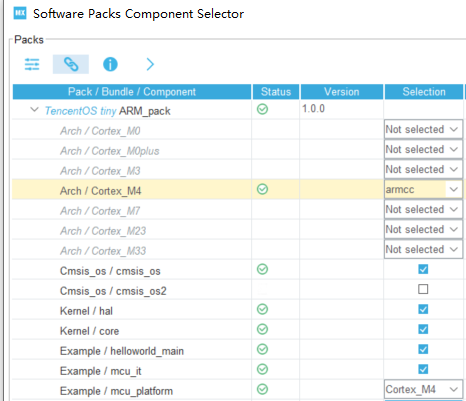 MX Software Packs Component Selector
Packs
Pack / Bundle / Component Status Version Selection
TencentOS tiny ARM_pack 1.0.0
Arch / Cortex_M0 Not selected
Arch / Cortex_M0plus Not selected
Arch / Cortex_M3 Not selected
Arch / Cortex_M4 armcc
Arch / Cortex_M7 Not selected
Arch / Cortex_M23 Not selected
Arch / Cortex_M33 Not selected
Cmsis_os / cmsis_os
Cmsis_os / cmsis_os2
Kernel / hal
Kernel / core
Example / helloworld_main
Example / mcu_it
Example / mcu_platform Cortex_M4